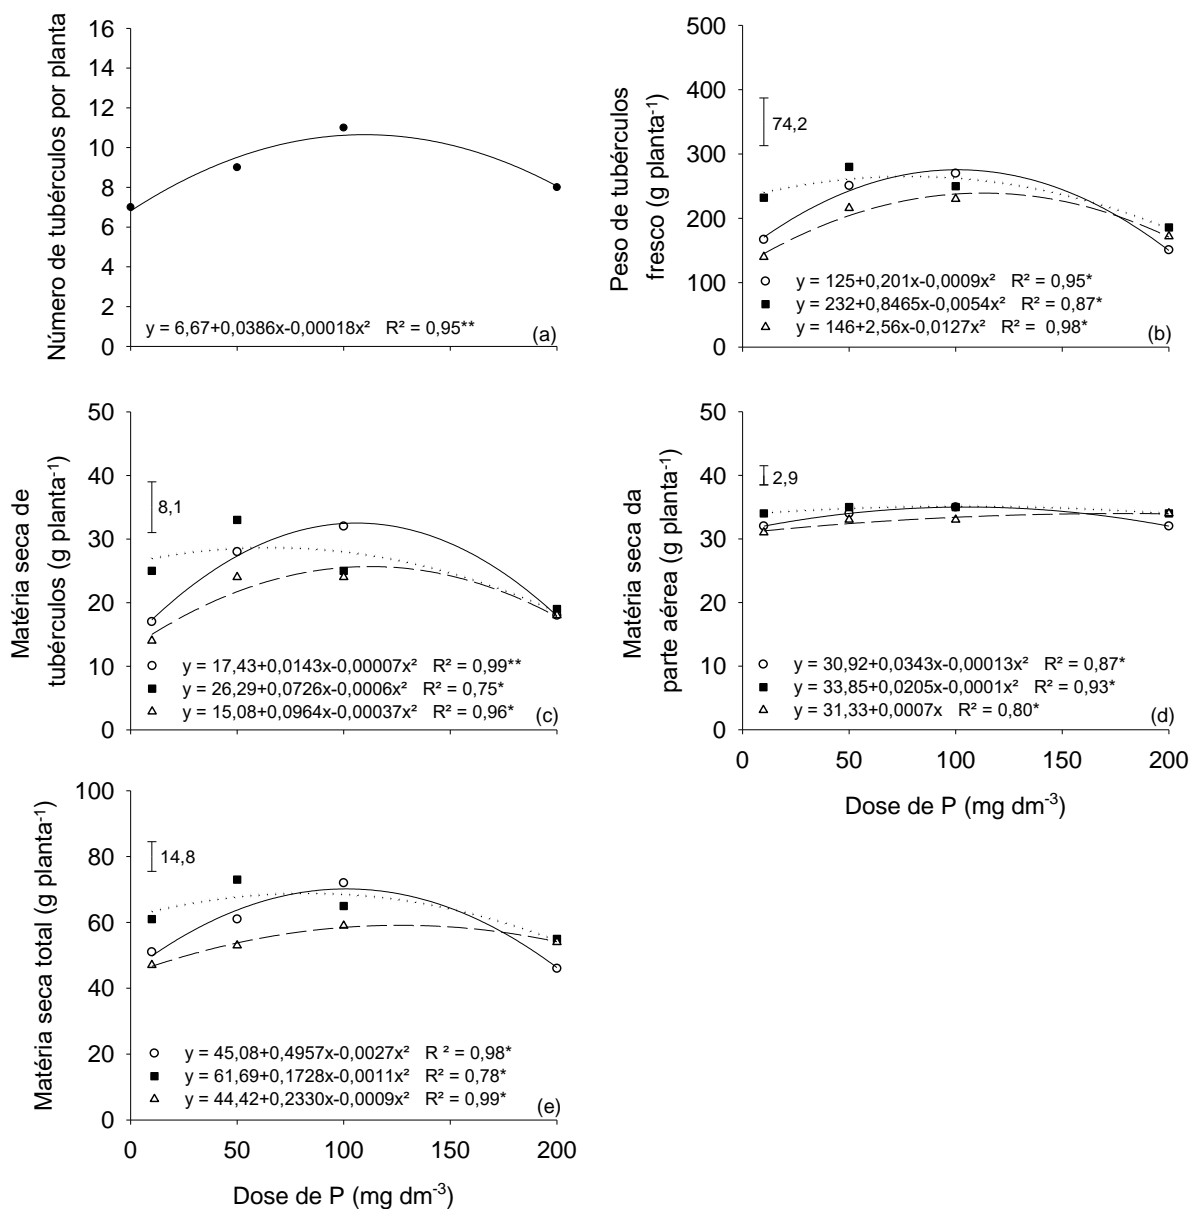 Número de tubérculos por planta
16
14
12
10
8
6
4
2
0
y = 6,67+0,0386x-0,00018x² R² = 0,95**
(a)
Peso de tubérculos
fresco (g planta⁻¹)
500
400
300
200
100
0
74,2
y = 125+0,201x-0,0009x² R² = 0,95*
y = 232+0,8465x-0,0054x² R² = 0,87*
y = 146+2,56x-0,0127x² R² = 0,98*
(b)
Matéria seca de
tubérculos (g planta⁻¹)
50
40
30
20
10
0
8,1
y = 17,43+0,0143x-0,00007x² R² = 0,99**
y = 26,29+0,0726x-0,0006x² R² = 0,75*
y = 15,08+0,0964x-0,00037x² R² = 0,96*
(c)
Matéria seca da
parte aérea (g planta⁻¹)
50
40
30
20
10
0
2,9
y = 30,92+0,0343x-0,00013x² R² = 0,87*
y = 33,85+0,0205x-0,0001x² R² = 0,93*
y = 31,33+0,0007x R² = 0,80*
(d)
0 50 100 150 200
Dose de P (mg dm⁻³)
Matéria seca total (g planta⁻¹)
100
80
60
40
20
0
14,8
y = 45,08+0,4957x-0,0027x² R ² = 0,98*
y = 61,69+0,1728x-0,0011x² R² = 0,78*
y = 44,42+0,2330x-0,0009x² R² = 0,99*
(e)
0 50 100 150 200
Dose de P (mg dm⁻³)